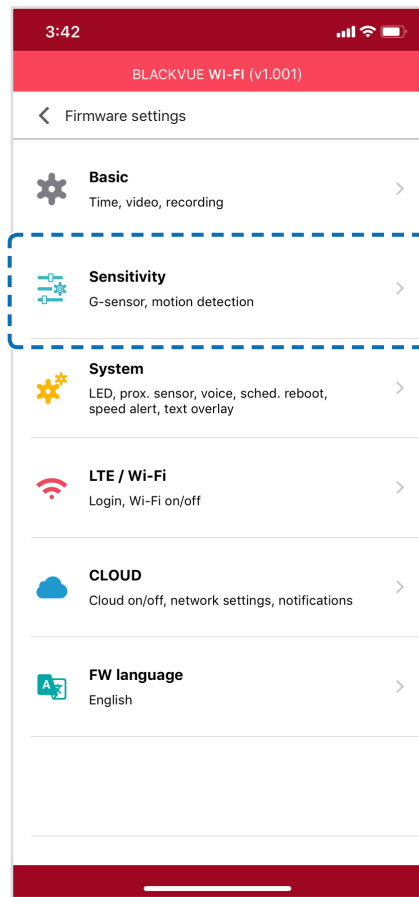 3:42
BLACKVUE WI-FI (v1.001)
Firmware settings
Basic
Time, video, recording
Sensitivity
G-sensor, motion detection
System
LED, prox. sensor, voice, sched. reboot,
speed alert, text overlay
LTE / Wi-Fi
Login, Wi-Fi on/off
CLOUD
Cloud on/off, network settings, notifications
A
FW language
English